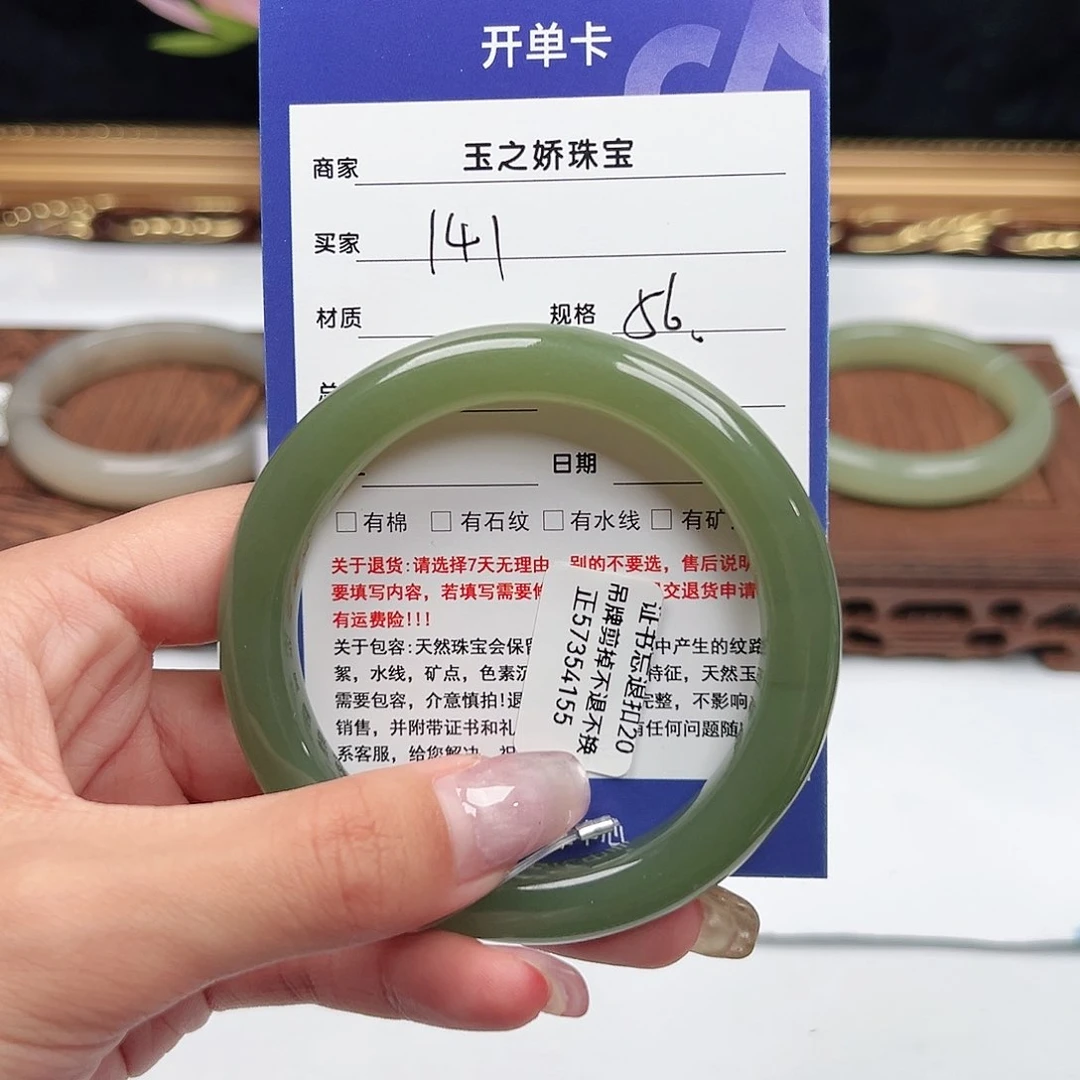 开单卡
商家 玉之娇珠宝
买家 141
材质 规格 56.
总
日期
□有棉 □有石纹 □有水线 □有矿
关于退货:请选择7天无理由 别的不要选,售后说明
要填写内容,若填写需要 交退货申请
有运费险!!!
关于包容:天然珠宝会保留 中产生的纹路
絮,水线,矿点,色素沉 特征,天然玉
需要包容,介意慎拍!退 完整,不影响
销售,并附带证书和礼 有任何问题随
系客服,给您解决,祝
证书忘退扣20
吊牌剪掉不退不换
正57354155